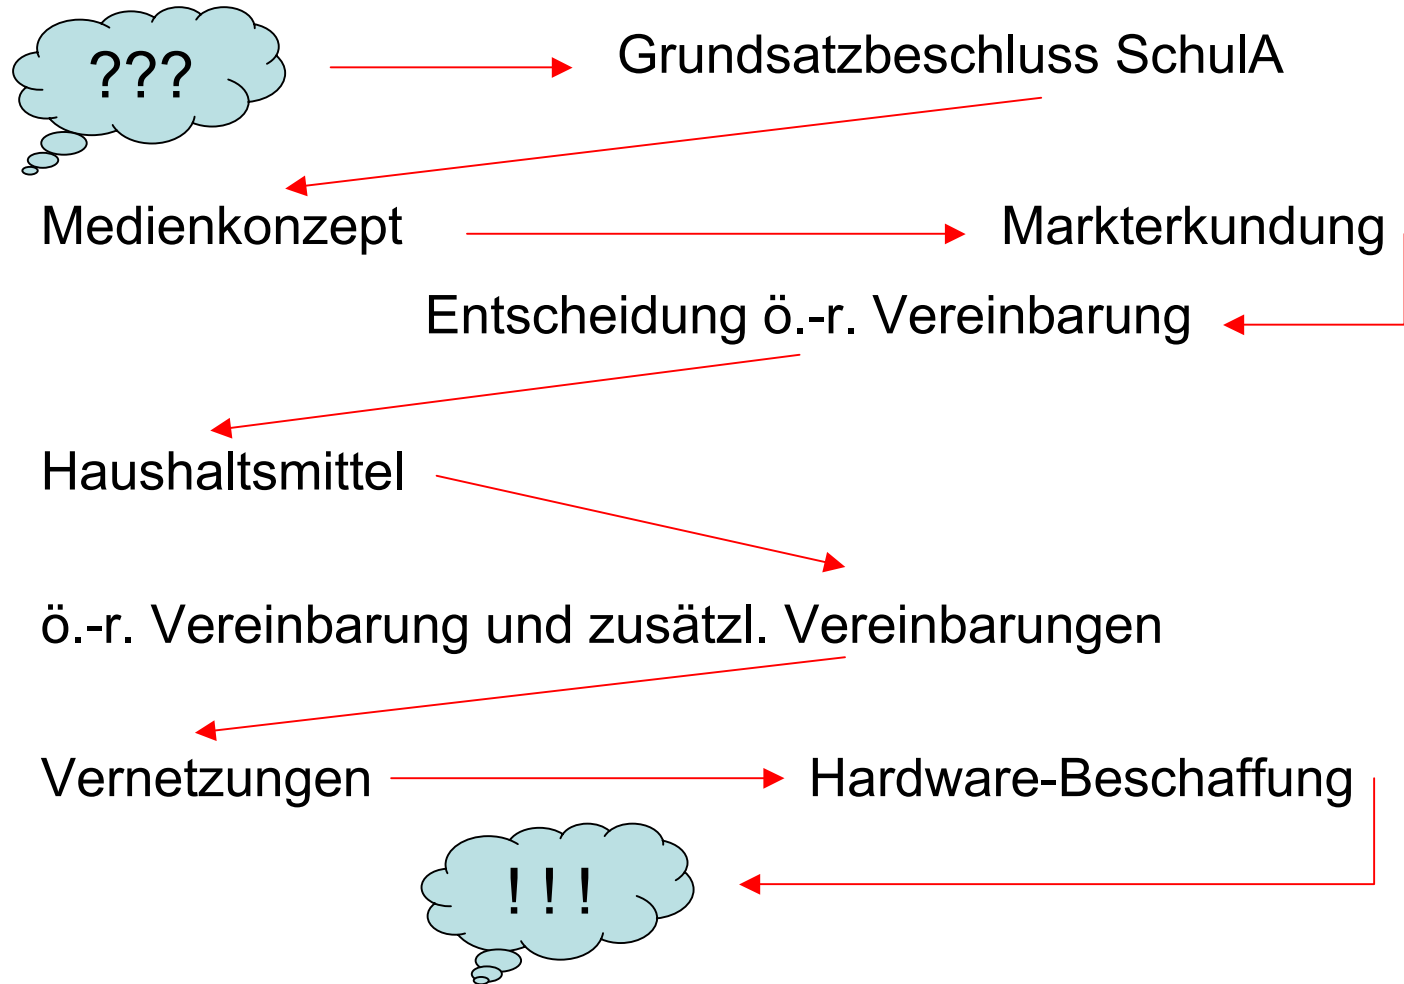 ???
Grundsatzbeschluss SchulA
Medienkonzept
Markterkundung
Entscheidung ö.-r. Vereinbarung
Haushaltsmittel
ö.-r. Vereinbarung und zusätzl. Vereinbarungen
Vernetzungen
Hardware-Beschaffung
! ! !